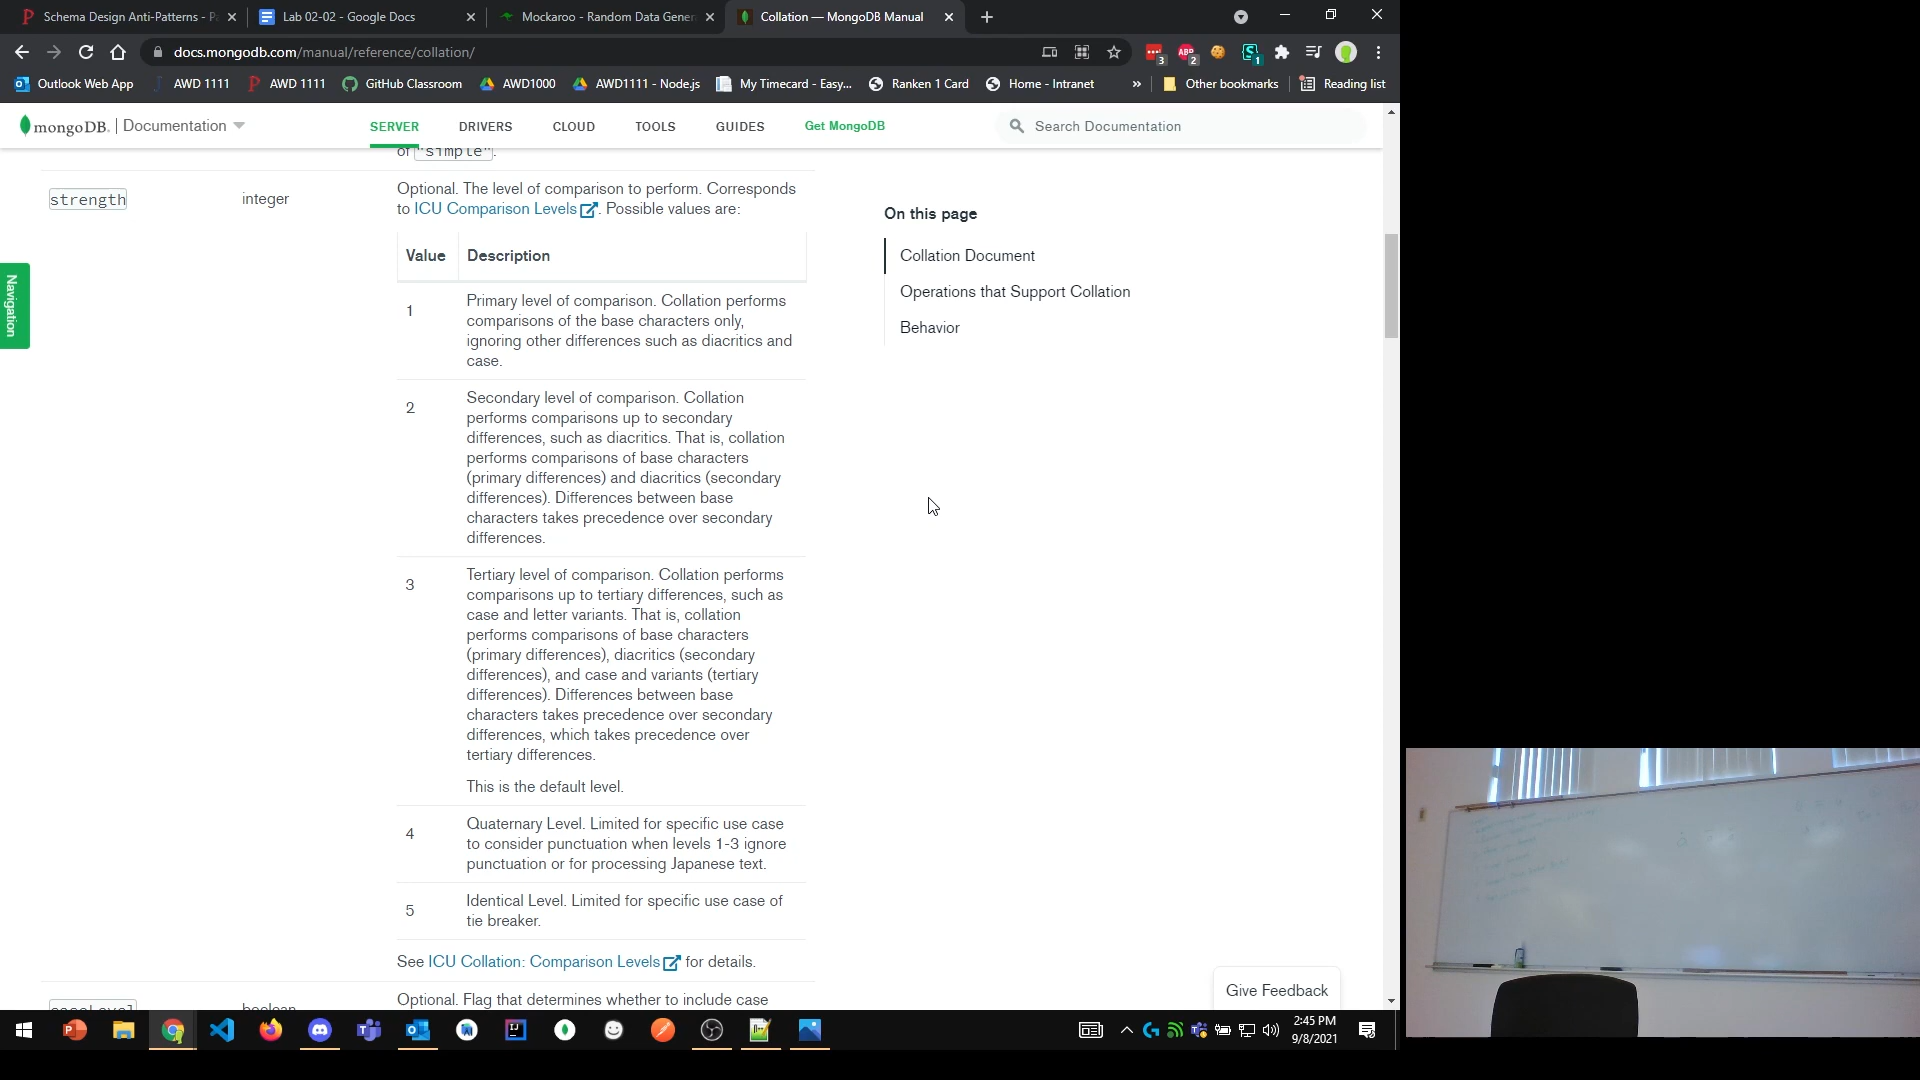 Schema Design Anti-Patterns - P
Lab 02-02 - Google Docs
Mockaroo - Random Data Gener
Collation — MongoDB Manual
docs.mongodb.com/manual/reference/collation/
3
2
1
Outlook Web App
AWD 1111
AWD 1111
GitHub Classroom
AWD1000
AWD1111 - Node.js
My Timecard - Easy...
Ranken 1 Card
Home - Intranet
»
Other bookmarks
Reading list
mongoDB. | Documentation
SERVER
DRIVERS
CLOUD
TOOLS
GUIDES
Get MongoDB
Search Documentation
of "simple".
strength
integer
Optional. The level of comparison to perform. Corresponds
to ICU Comparison Levels. Possible values are:
Value Description
1
Primary level of comparison. Collation performs
comparisons of the base characters only,
ignoring other differences such as diacritics and
case.
2
Secondary level of comparison. Collation
performs comparisons up to secondary
differences, such as diacritics. That is, collation
performs comparisons of base characters
(primary differences) and diacritics (secondary
differences). Differences between base
characters takes precedence over secondary
differences.
3
Tertiary level of comparison. Collation performs
comparisons up to tertiary differences, such as
case and letter variants. That is, collation
performs comparisons of base characters
(primary differences), diacritics (secondary
differences), and case and variants (tertiary
differences). Differences between base
characters takes precedence over secondary
differences, which takes precedence over
tertiary differences.
This is the default level.
4
Quaternary Level. Limited for specific use case
to consider punctuation when levels 1-3 ignore
punctuation or for processing Japanese text.
5
Identical Level. Limited for specific use case of
tie breaker.
See ICU Collation: Comparison Levels for details.
caseLevel
boolean
Optional. Flag that determines whether to include case
On this page
Collation Document
Operations that Support Collation
Behavior
Navigation
Give Feedback
2:45 PM
9/8/2021